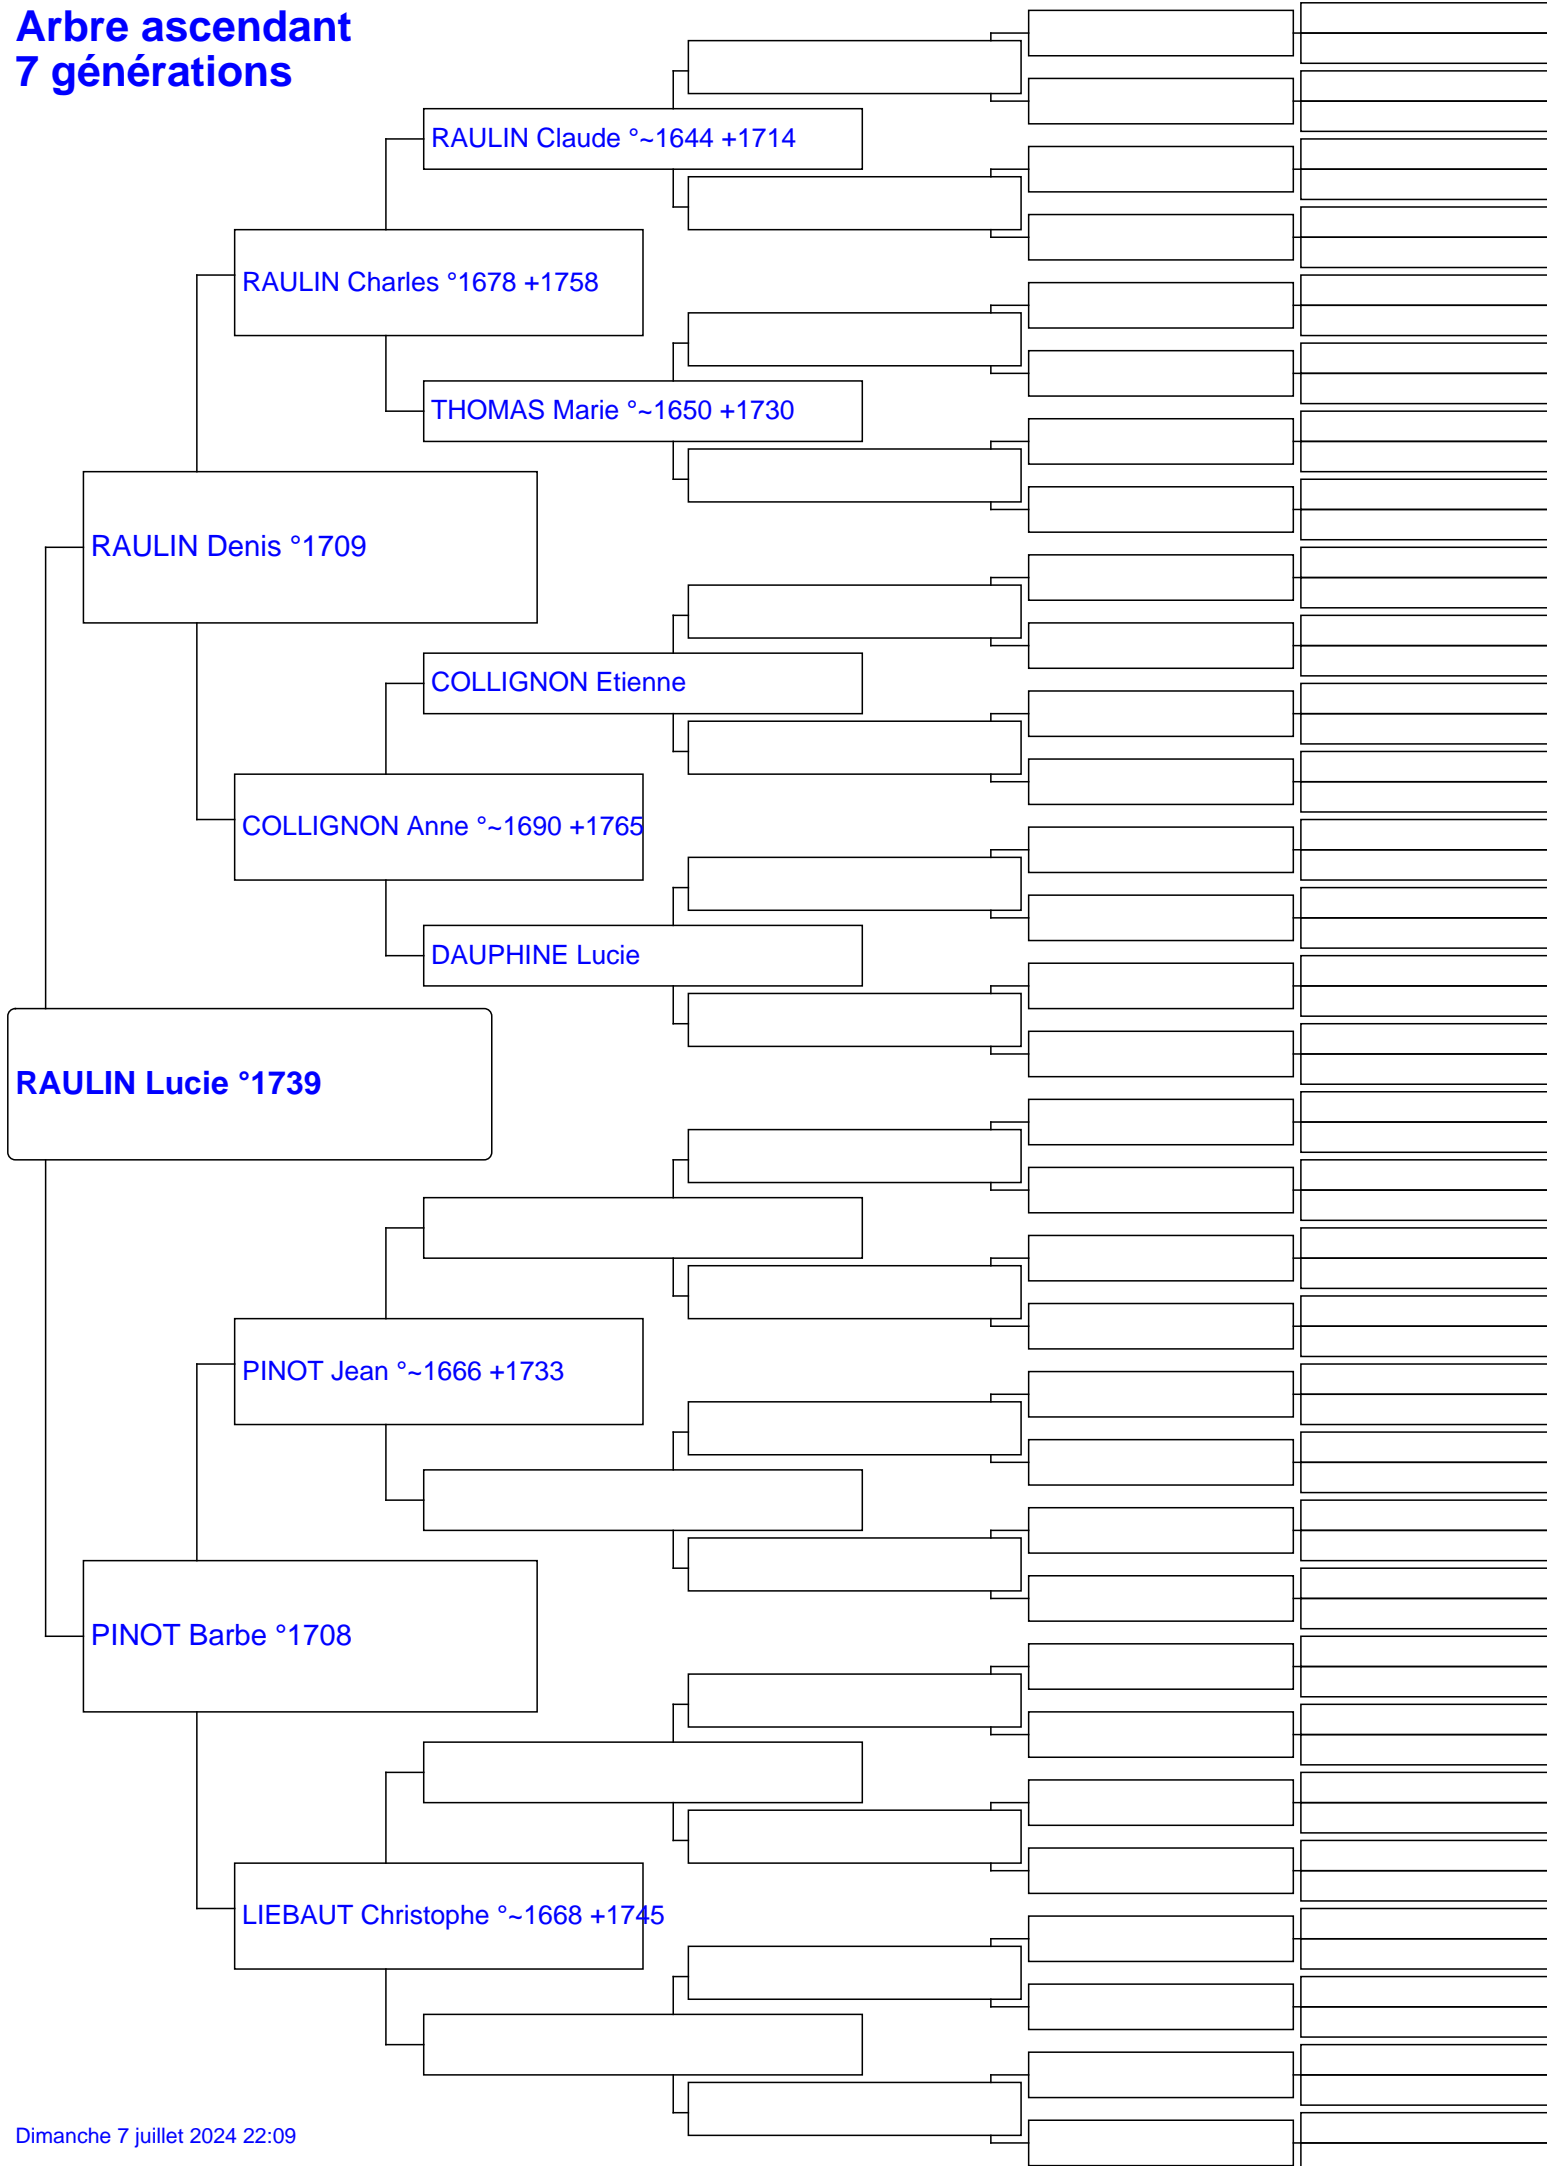 Arbre ascendant
7 générations
RAULIN Claude °~1644 +1714
RAULIN Charles °1678 +1758
THOMAS Marie °~1650 +1730
RAULIN Denis °1709
COLLIGNON Etienne
COLLIGNON Anne °~1690 +1765
DAUPHINE Lucie
RAULIN Lucie °1739
PINOT Jean °~1666 +1733
PINOT Barbe °1708
LIEBAUT Christophe °~1668 +1745
Dimanche 7 juillet 2024 22:09